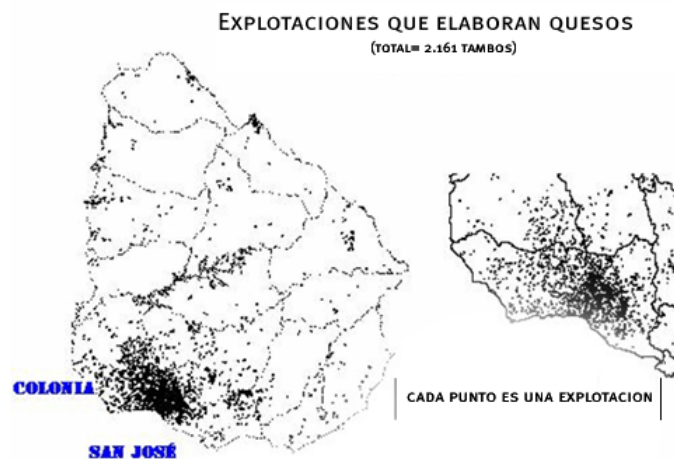 EXPLOTACIONES QUE ELABORAN QUESOS
(TOTAL= 2.161 TAMBOS)
COLONIA
CADA PUNTO ES UNA EXPLOTACION
SAN JOSÉ